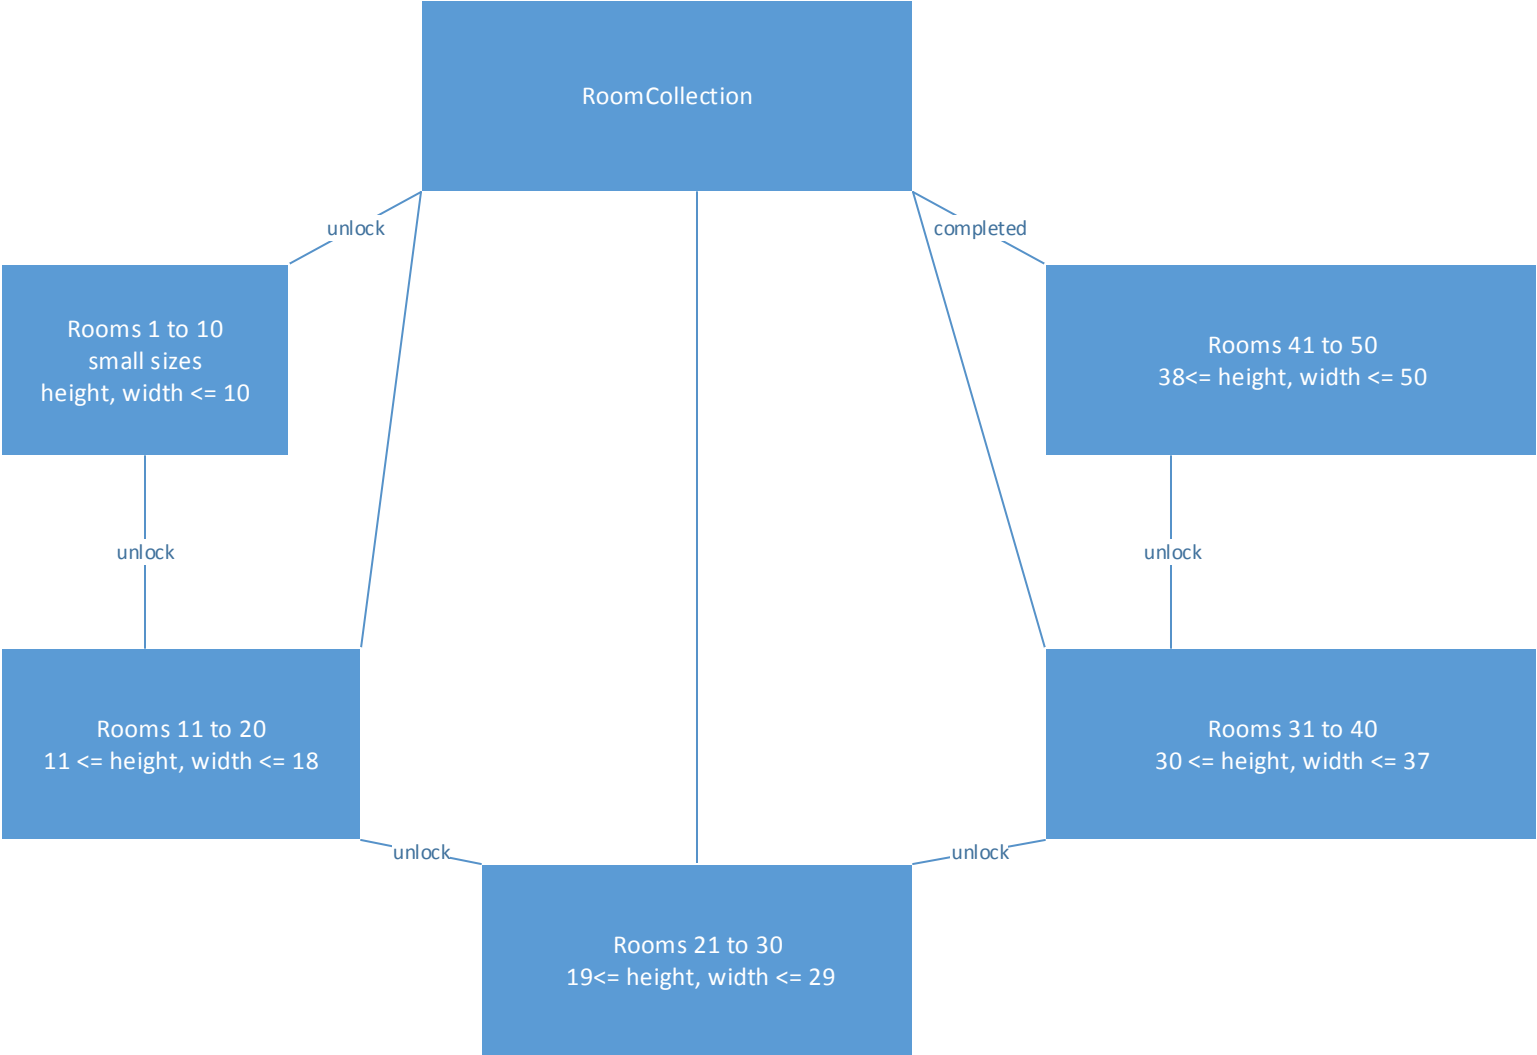 RoomCollection
unlock
completed
Rooms 1 to 10
small sizes
height, width <= 10
Rooms 41 to 50
38<= height, width <= 50
unlock
unlock
Rooms 11 to 20
11 <= height, width <= 18
Rooms 31 to 40
30 <= height, width <= 37
unlock
unlock
Rooms 21 to 30
19<= height, width <= 29